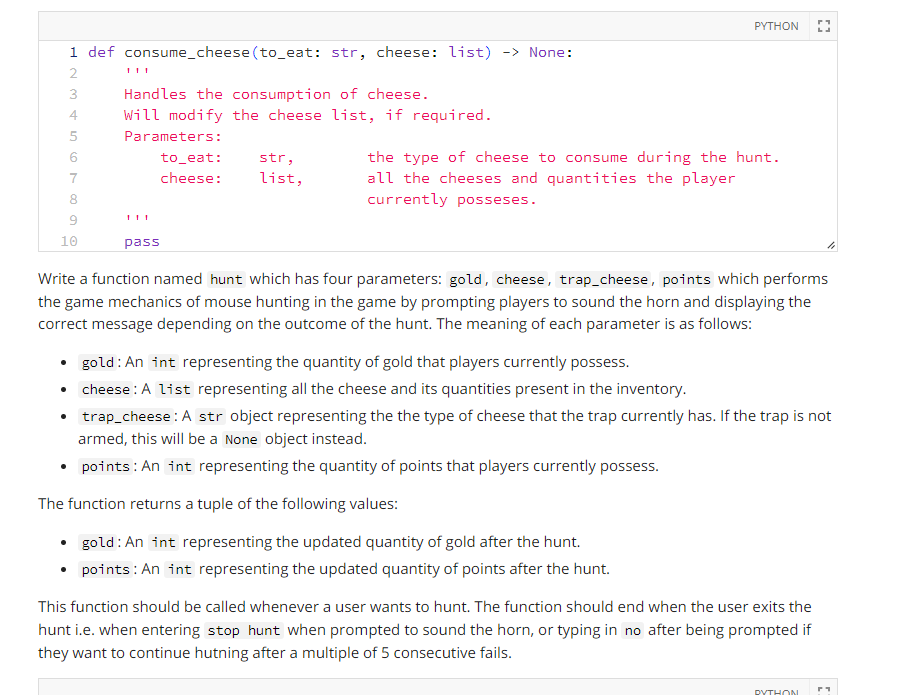 PYTHON
1 def consume_cheese(to_eat: str, cheese: list) -> None:
2 '''
3 Handles the consumption of cheese.
4 Will modify the cheese list, if required.
5 Parameters:
6 to_eat: str, the type of cheese to consume during the hunt.
7 cheese: list, all the cheeses and quantities the player
8 currently posseses.
9 '''
10 pass
Write a function named hunt which has four parameters: gold, cheese, trap_cheese, points which performs
the game mechanics of mouse hunting in the game by prompting players to sound the horn and displaying the
correct message depending on the outcome of the hunt. The meaning of each parameter is as follows:
• gold: An int representing the quantity of gold that players currently possess.
• cheese: A list representing all the cheese and its quantities present in the inventory.
• trap_cheese: A str object representing the the type of cheese that the trap currently has. If the trap is not
armed, this will be a None object instead.
• points: An int representing the quantity of points that players currently possess.
The function returns a tuple of the following values:
• gold: An int representing the updated quantity of gold after the hunt.
• points: An int representing the updated quantity of points after the hunt.
This function should be called whenever a user wants to hunt. The function should end when the user exits the
hunt i.e. when entering stop hunt when prompted to sound the horn, or typing in no after being prompted if
they want to continue hutning after a multiple of 5 consecutive fails.
PYTHON